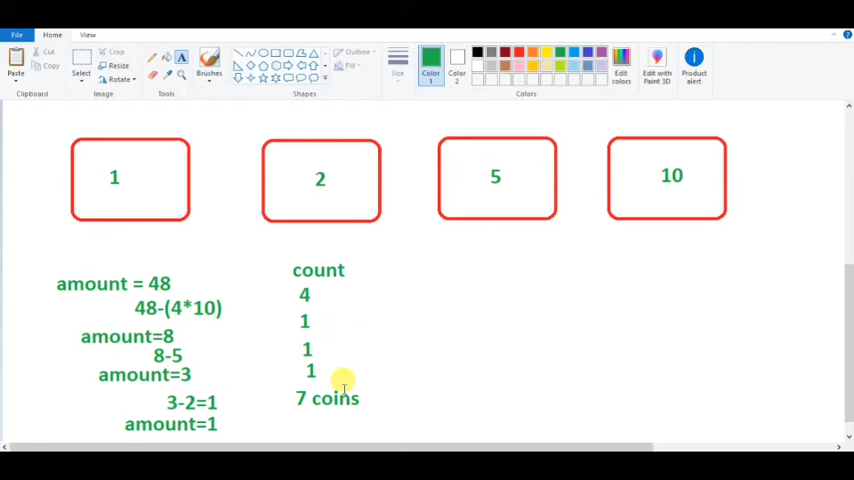 File Home View
Paste Cut Copy Clipboard
Select Crop Resize Rotate Image
A Tools
Brushes
Shapes Outline Fill
Size
Color 1 Color 2 Edit colors Colors
Edit with Paint 3D
Product alert
1 2 5 10
count
amount = 48
4
48-(4*10)
1
amount=8
1
8-5
1
amount=3
7 coins
3-2=1
amount=1